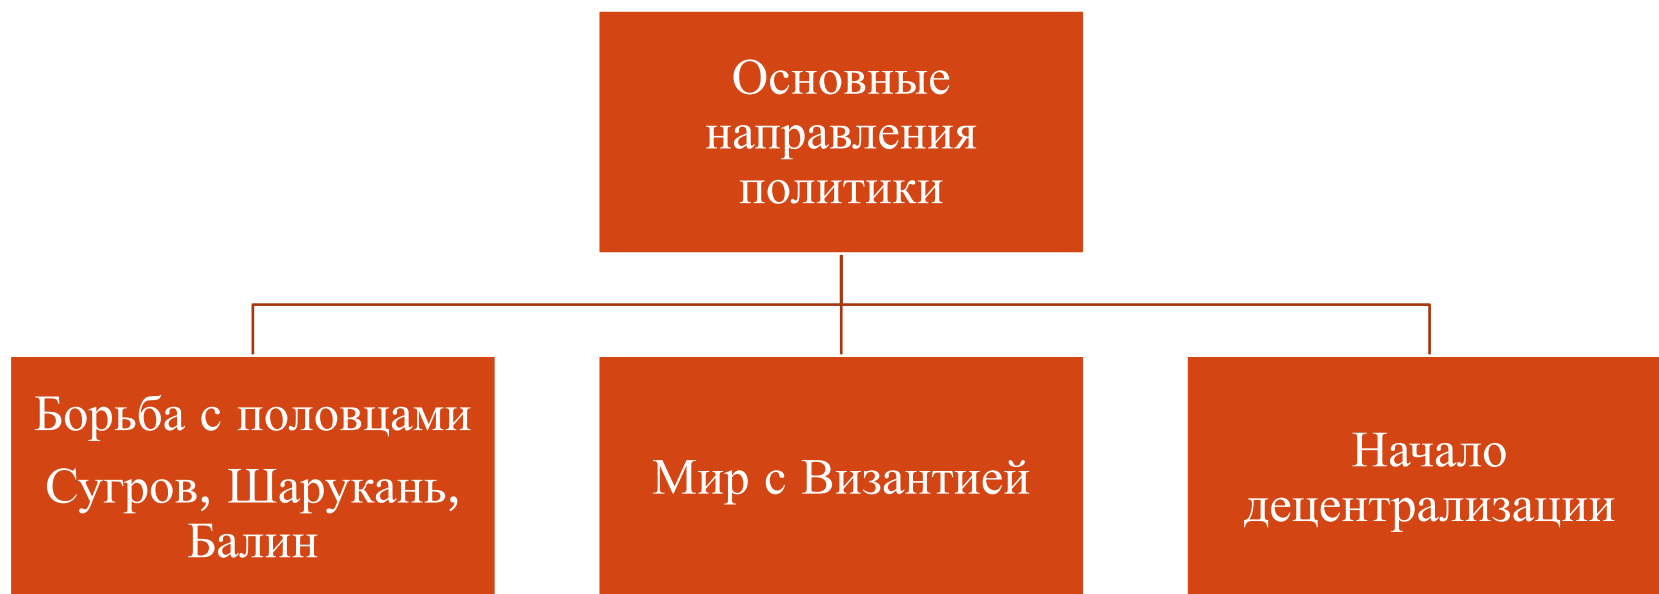 Основные
направления
политики
Борьба с половцами
Сугров, Шарукань,
Балин
Мир с Византией
Начало
децентрализации